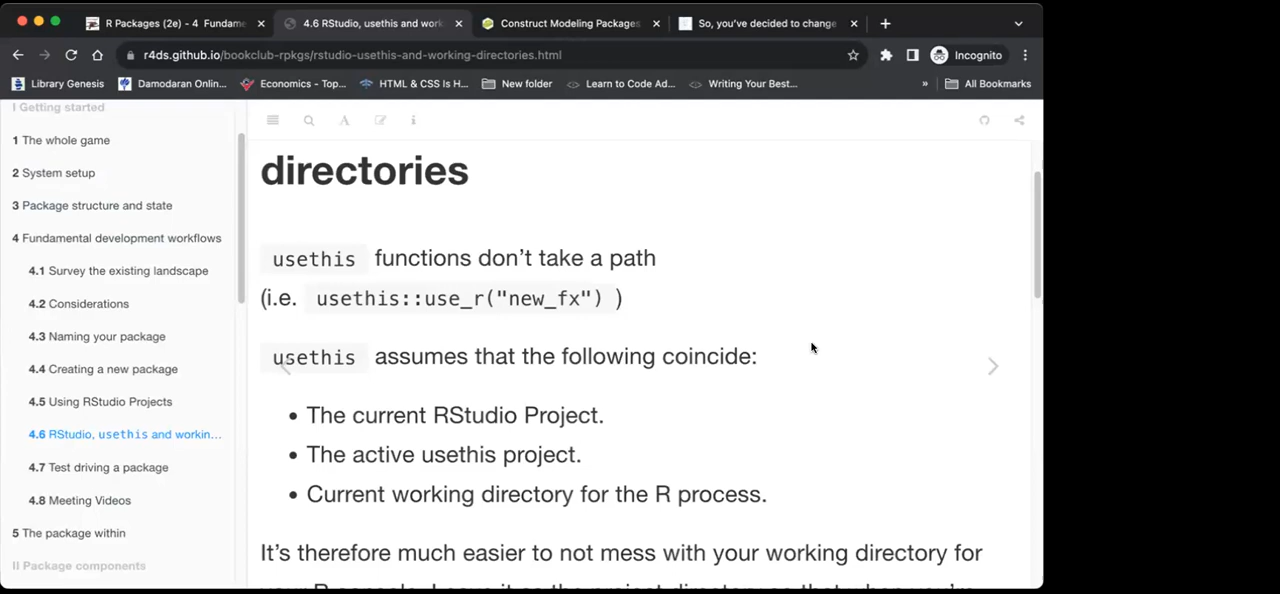 R Packages (2e) - 4 Fundame
4.6 RStudio, usethis and work
Construct Modeling Packages
So, you've decided to change
r4ds.github.io/bookclub-rpkgs/rstudio-usethis-and-working-directories.html
Incognito
Library Genesis
Damodaran Onlin...
Economics - Top...
HTML & CSS Is H...
New folder
Learn to Code Ad...
Writing Your Best...
»
All Bookmarks
I Getting started
1 The whole game
2 System setup
3 Package structure and state
4 Fundamental development workflows
4.1 Survey the existing landscape
4.2 Considerations
4.3 Naming your package
4.4 Creating a new package
4.5 Using RStudio Projects
4.6 RStudio, usethis and workin...
4.7 Test driving a package
4.8 Meeting Videos
5 The package within
II Package components
directories
usethis functions don't take a path
(i.e. usethis::use_r("new_fx") )
usethis assumes that the following coincide:
• The current RStudio Project.
• The active usethis project.
• Current working directory for the R process.
It's therefore much easier to not mess with your working directory for